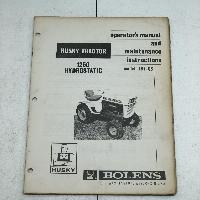 operator's manual
and
maintenance
instructions
HUSKY TRACTOR
1250
HYDROSTATIC
HUSKY
BOLENS